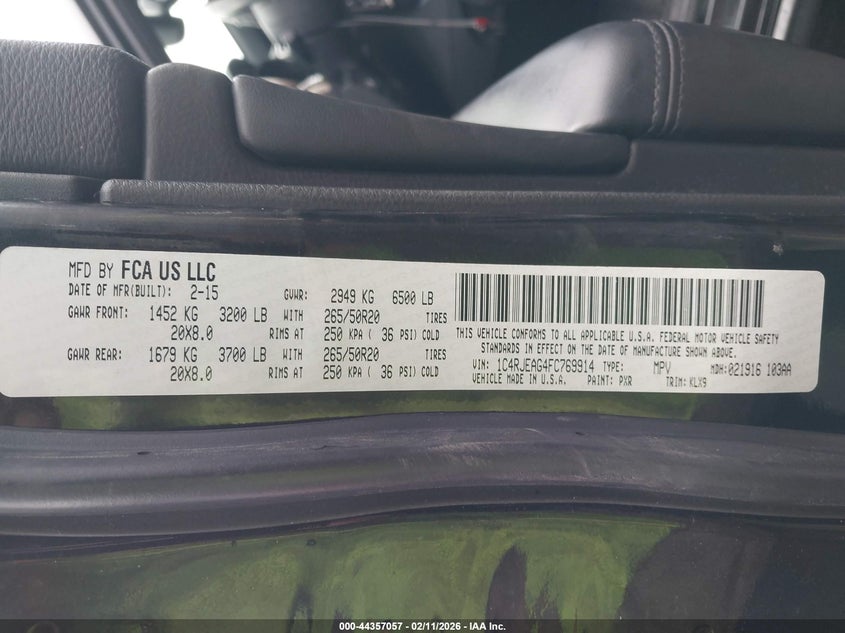 MFD BY FCA US LLC
DATE OF MFR(BUILT): 2-15 GVWR: 2949 KG 6500 LB
GAWR FRONT: 1452 KG 3200 LB WITH 265/50R20 TIRES
20X8.0 RIMS AT 250 KPA ( 36 PSI) COLD
GAWR REAR: 1679 KG 3700 LB WITH 265/50R20 TIRES
20X8.0 RIMS AT 250 KPA ( 36 PSI) COLD
THIS VEHICLE CONFORMS TO ALL APPLICABLE U.S.A. FEDERAL MOTOR VEHICLE SAFETY
STANDARDS IN EFFECT ON THE DATE OF MANUFACTURE SHOWN ABOVE.
VIN: 1C4RJEAG4FC769914 TYPE: MPV MDH:021916 103AA
VEHICLE MADE IN U.S.A. PAINT: PXR TRIM: KLX9
000-44357057 - 02/11/2026 - IAA Inc.